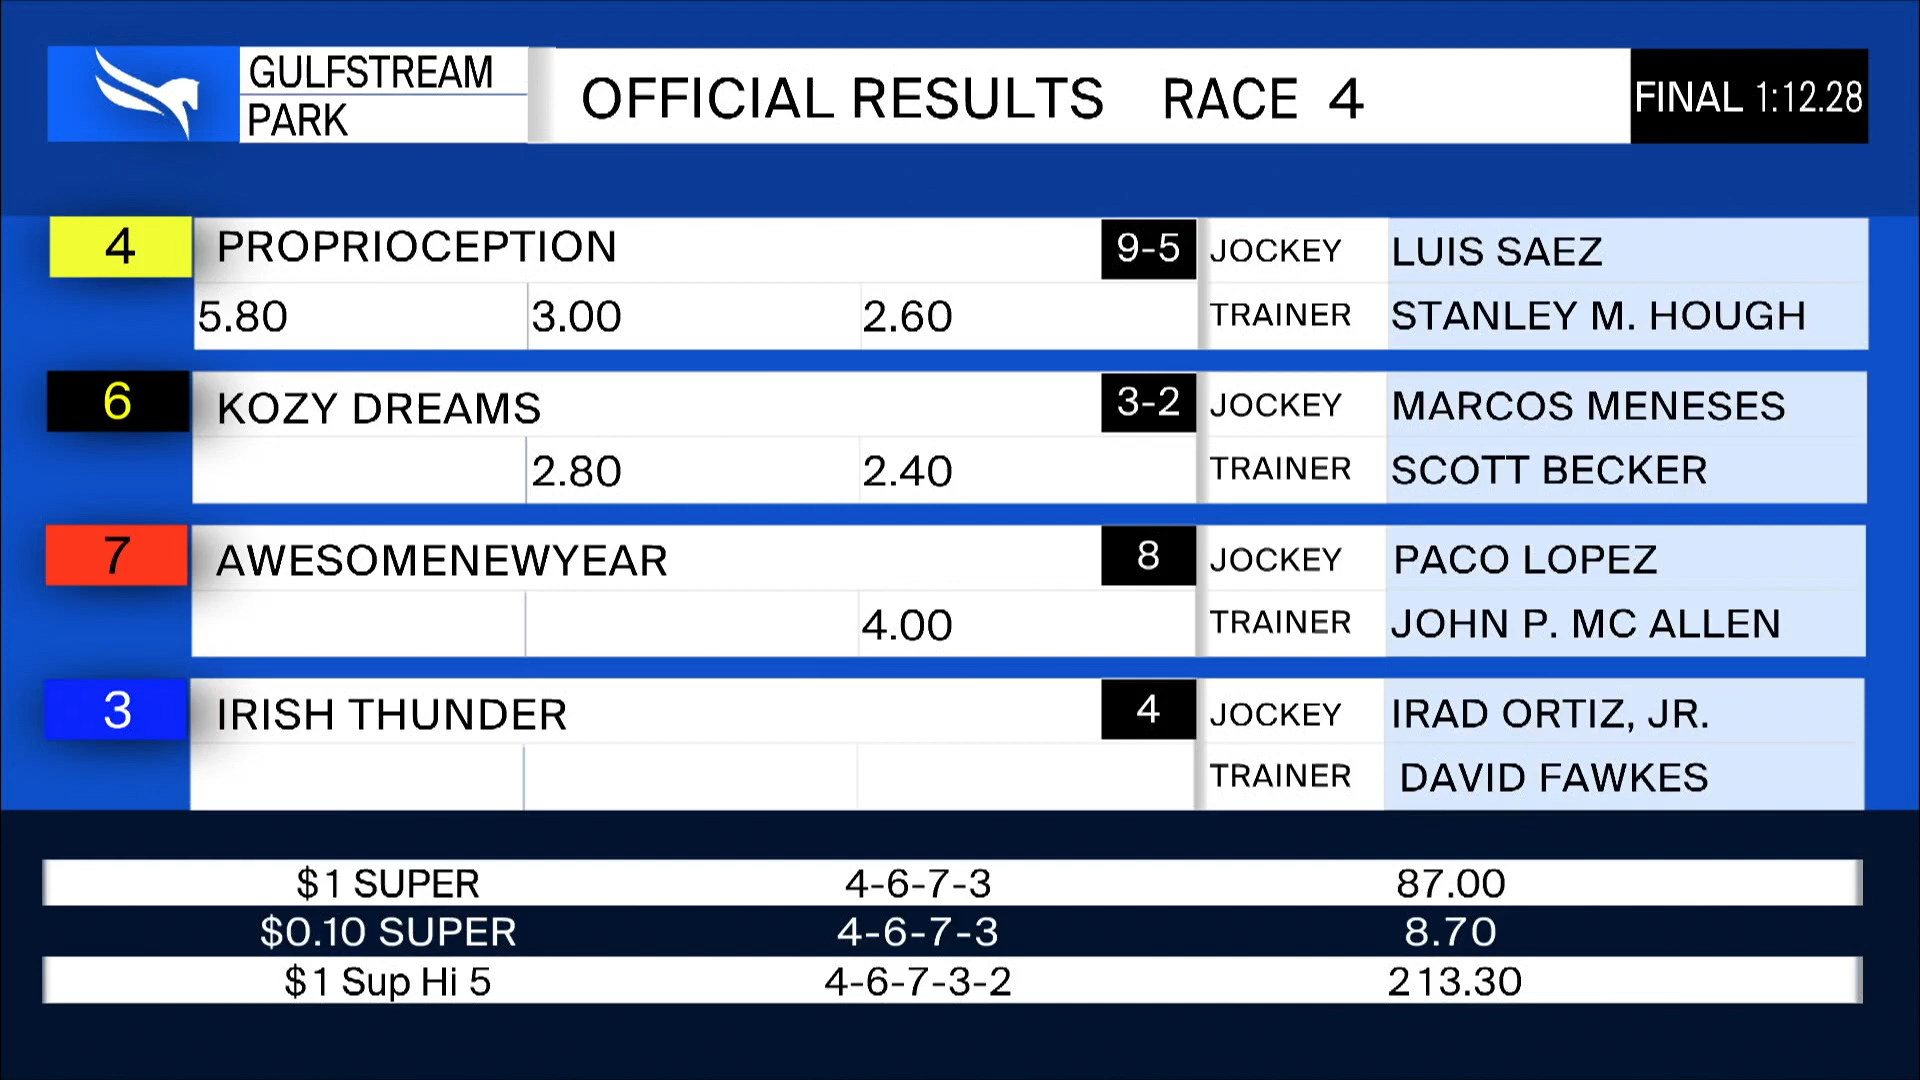 GULFSTREAM
PARK
OFFICIAL RESULTS RACE 4
FINAL 1:12.28
4 PROPRIOCEPTION 9-5 JOCKEY LUIS SAEZ
5.80 3.00 2.60 TRAINER STANLEY M. HOUGH
6 KOZY DREAMS 3-2 JOCKEY MARCOS MENESES
2.80 2.40 TRAINER SCOTT BECKER
7 AWESOMENEWYEAR 8 JOCKEY PACO LOPEZ
4.00 TRAINER JOHN P. MC ALLEN
3 IRISH THUNDER 4 JOCKEY IRAD ORTIZ, JR.
TRAINER DAVID FAWKES
$1 SUPER 4-6-7-3 87.00
$0.10 SUPER 4-6-7-3 8.70
$1 Sup Hi 5 4-6-7-3-2 213.30